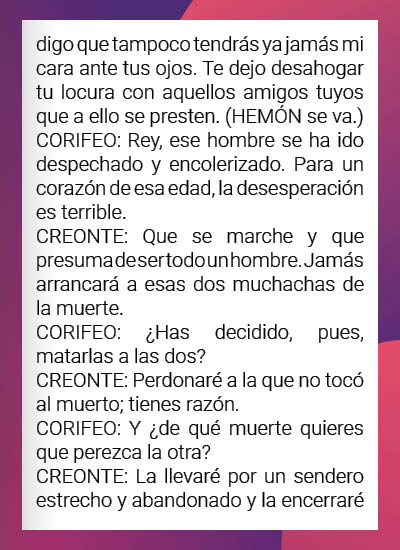 digo que tampoco tendrás ya jamás mi
cara ante tus ojos. Te dejo desahogar
tu locura con aquellos amigos tuyos
que a ello se presten. (HEMÓN se va.)
CORIFEO: Rey, ese hombre se ha ido
despechado y encolerizado. Para un
corazón de esa edad, la desesperación
es terrible.
CREONTE: Que se marche y que
presuma de ser todo un hombre. Jamás
arrancará a esas dos muchachas de
la muerte.
CORIFEO: ¿Has decidido, pues,
matarlas a las dos?
CREONTE: Perdonaré a la que no tocó
al muerto; tienes razón.
CORIFEO: Y ¿de qué muerte quieres
que perezca la otra?
CREONTE: La llevaré por un sendero
estrecho y abandonado y la encerraré